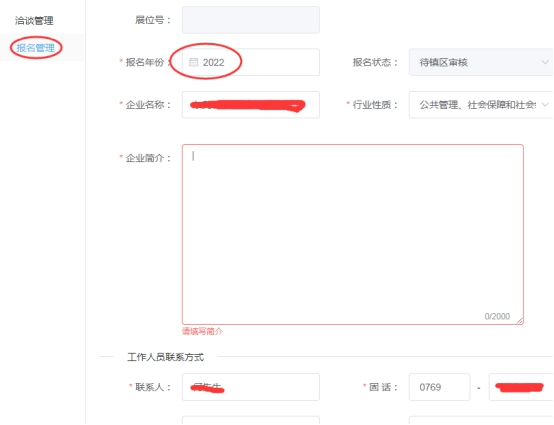 洽谈管理
展位号：
报名管理
* 报名年份： 2022 报名状态： 待镇区审核
* 企业名称： * 行业性质： 公共管理、社会保障和社会
* 企业简介：
0/2000
请填写简介
工作人员联系方式
* 联系人： * 固 话： 0769 -